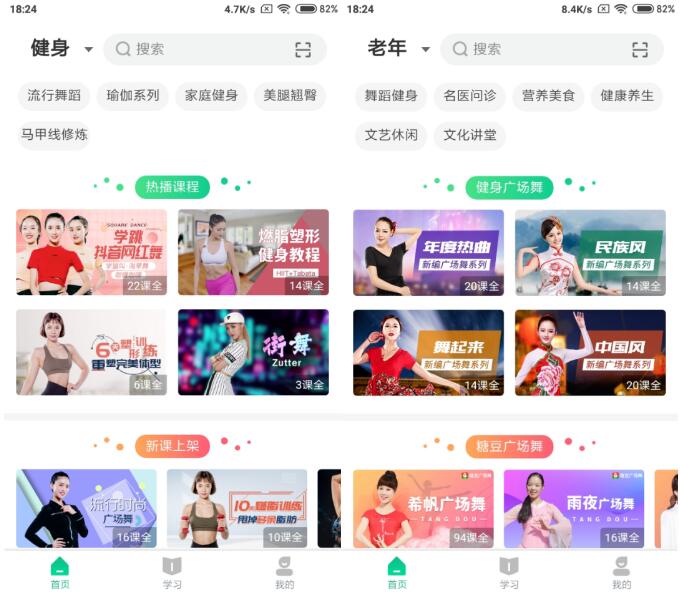 18:24
4.7K/s
82%
健身
搜索
流行舞蹈
瑜伽系列
家庭健身
美腿翘臀
马甲线修炼
热播课程
SQUARE DANCE
学跳
抖音网红舞
22课全
燃脂塑形
健身教程
HIIT+Tabata
14课全
6天塑形训练
重塑完美体型
6课全
街舞
Zutter
3课全
新课上架
流行时尚
广场舞
16课全
10天燃脂训练
甩掉多余脂肪
10课全
首页
学习
我的
18:24
8.4K/s
82%
老年
搜索
舞蹈健身
名医问诊
营养美食
健康养生
文艺休闲
文化讲堂
健身广场舞
年度热曲
新编广场舞系列
20课全
民族风
新编广场舞系列
14课全
舞起来
新编广场舞系列
14课全
中国风
新编广场舞系列
20课全
糖豆广场舞
希帆广场舞
TANG DOU
94课全
雨夜广场舞
TANG DOU
16课全
首页
学习
我的